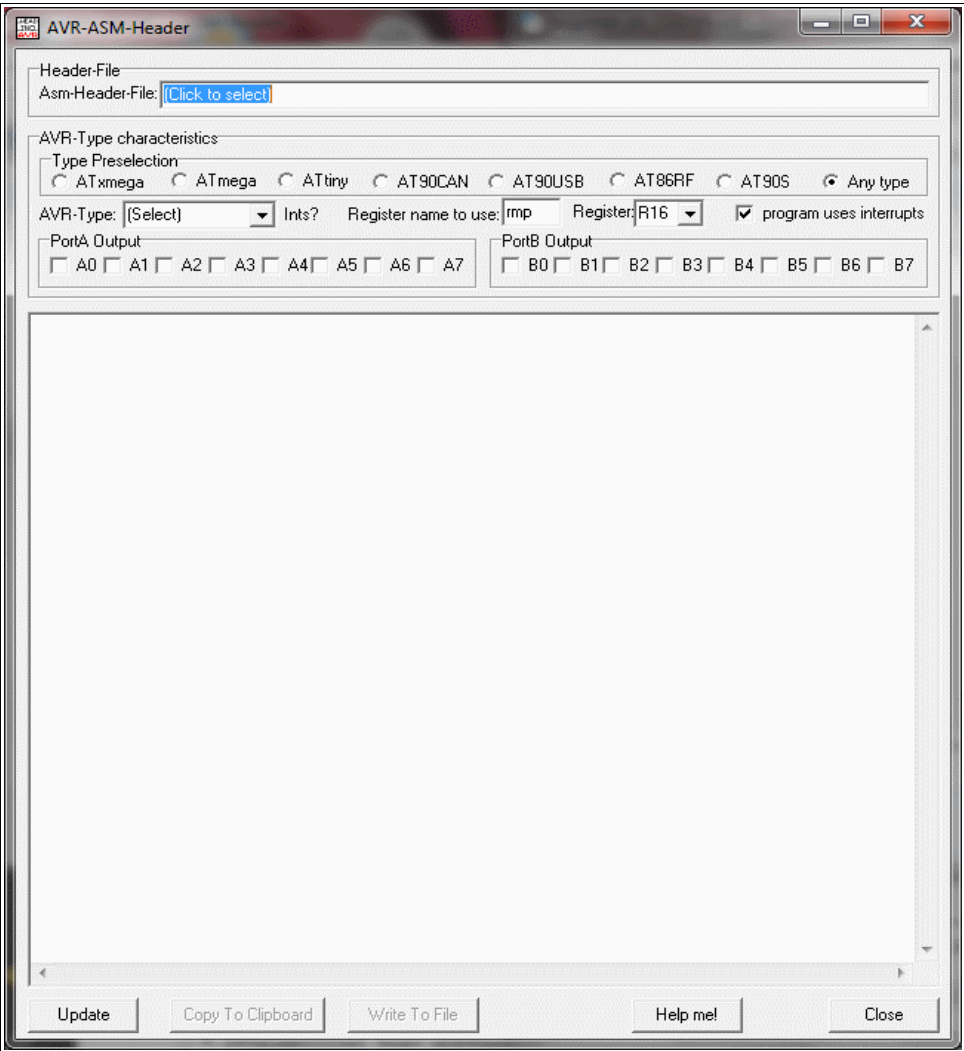 AVR-ASM-Header
Header-File
Asm-Header-File: (Click to select)
AVR-Type characteristics
Type Preselection
ATxmega ATmega ATtiny AT90CAN AT90USB AT86RF AT90S Any type
AVR-Type: (Select) Ints? Register name to use: rmp Register: R16 program uses interrupts
PortA Output PortB Output
A0 A1 A2 A3 A4 A5 A6 A7 B0 B1 B2 B3 B4 B5 B6 B7
Update Copy To Clipboard Write To File Help me! Close